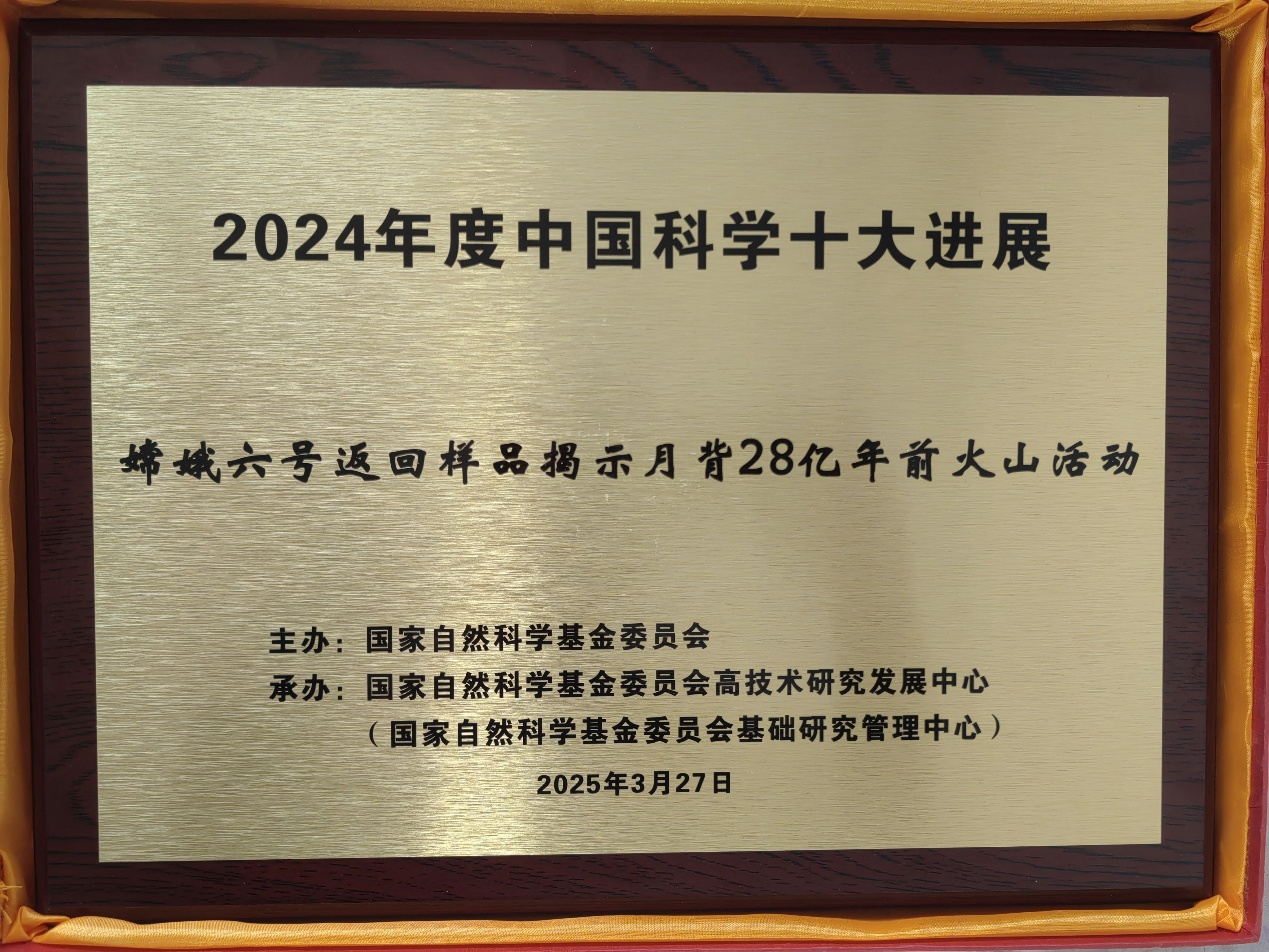 2024年度中国科学十大进展
嫦娥六号返回样品揭示月背28亿年前火山活动
主办：国家自然科学基金委员会
承办：国家自然科学基金委员会高技术研究发展中心
（国家自然科学基金委员会基础研究管理中心）
2025年3月27日